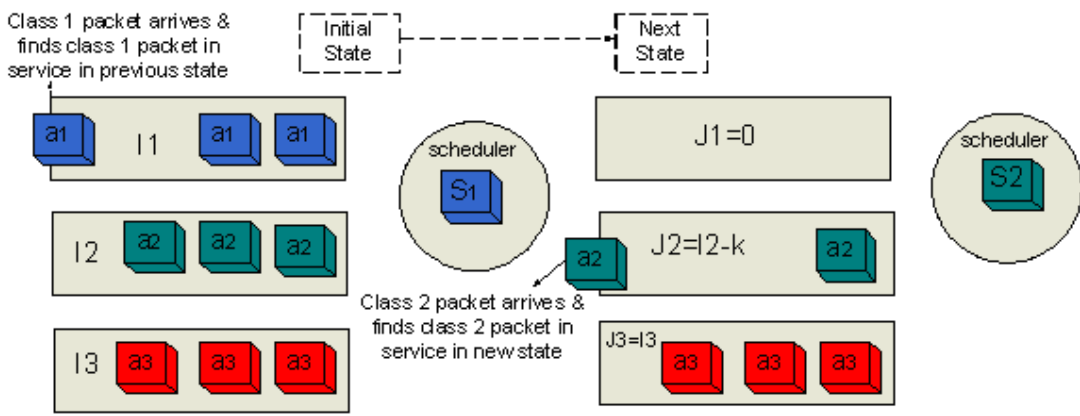 Class 1 packet arrives &
finds class 1 packet in
service in previous state
Initial
State
Next
State
a1
I1
a1
a1
scheduler
S1
J1=0
scheduler
S2
I2
a2
a2
a2
a2
J2=I2-k
a2
Class 2 packet arrives &
finds class 2 packet in
service in new state
I3
a3
a3
a3
J3=I3
a3
a3
a3